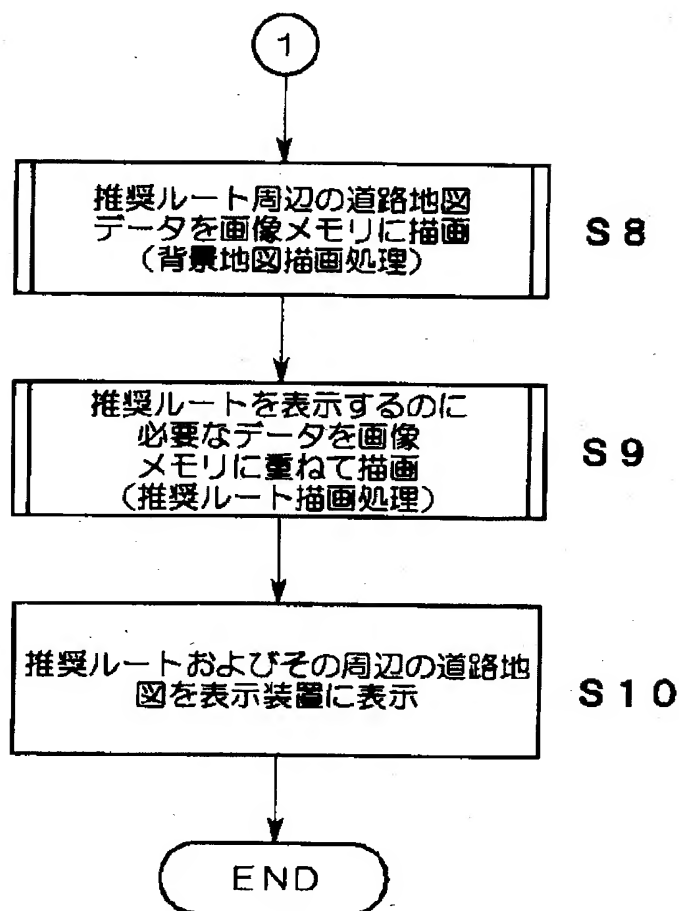 1
推奨ルート周辺の道路地図
データを画像メモリに描画
(背景地図描画処理)
S8
推奨ルートを表示するのに
必要なデータを画像
メモリに重ねて描画
(推奨ルート描画処理)
S9
推奨ルートおよびその周辺の道路地
図を表示装置に表示
S10
END